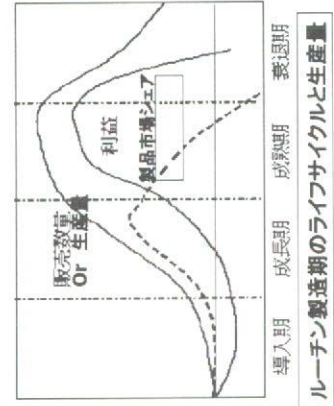 販売数量
Or 生産量
利益
製品市場シェア
導入期 成長期 成熟期 衰退期
ルーチン製造期のライフサイクルと生産量